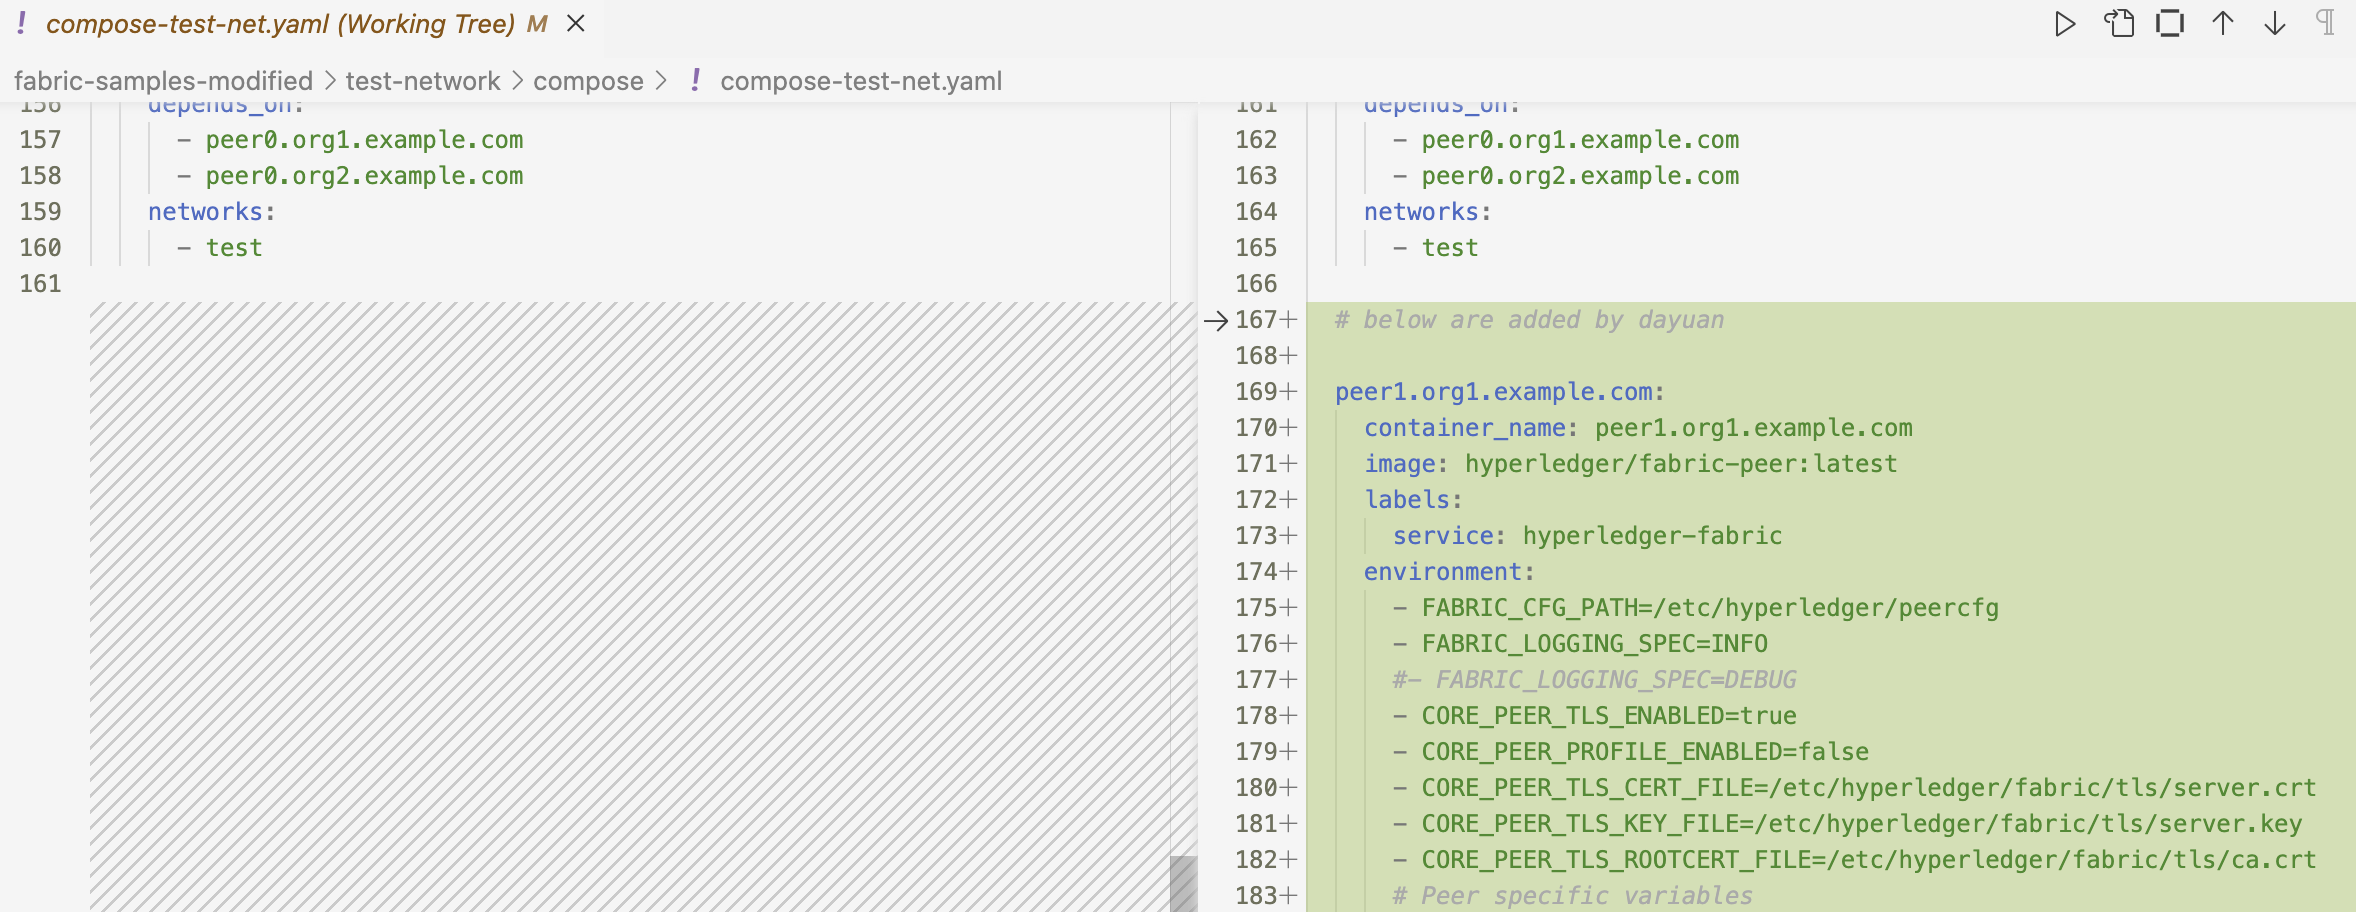 ! compose-test-net.yaml (Working Tree) M
fabric-samples-modified > test-network > compose > ! compose-test-net.yaml
156 depends_on:
157 - peer0.org1.example.com
158 - peer0.org2.example.com
159 networks:
160 - test
161
161 depends_on:
162 - peer0.org1.example.com
163 - peer0.org2.example.com
164 networks:
165 - test
166
167+ # below are added by dayuan
168+
169+ peer1.org1.example.com:
170+ container_name: peer1.org1.example.com
171+ image: hyperledger/fabric-peer:latest
172+ labels:
173+ service: hyperledger-fabric
174+ environment:
175+ - FABRIC_CFG_PATH=/etc/hyperledger/peercfg
176+ - FABRIC_LOGGING_SPEC=INFO
177+ #- FABRIC_LOGGING_SPEC=DEBUG
178+ - CORE_PEER_TLS_ENABLED=true
179+ - CORE_PEER_PROFILE_ENABLED=false
180+ - CORE_PEER_TLS_CERT_FILE=/etc/hyperledger/fabric/tls/server.crt
181+ - CORE_PEER_TLS_KEY_FILE=/etc/hyperledger/fabric/tls/server.key
182+ - CORE_PEER_TLS_ROOTCERT_FILE=/etc/hyperledger/fabric/tls/ca.crt
183+ # Peer specific variables